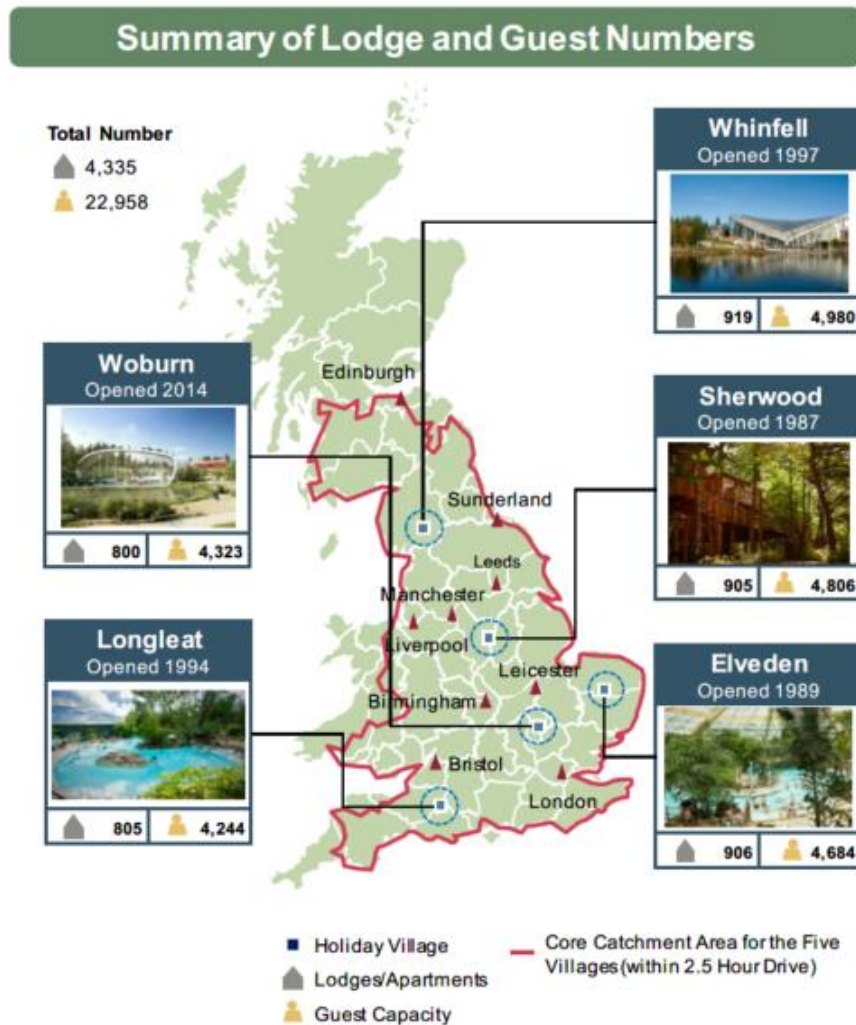 Summary of Lodge and Guest Numbers
Total Number
4,335
22,958
Whinfell
Opened 1997
919 4,980
Woburn
Opened 2014
800 4,323
Sherwood
Opened 1987
905 4,806
Longleat
Opened 1994
805 4,244
Elveden
Opened 1989
906 4,684
Edinburgh
Sunderland
Leeds
Manchester
Liverpool
Leicester
Birmingham
Bristol
London
Holiday Village
Lodges/Apartments
Guest Capacity
Core Catchment Area for the Five
Villages(within 2.5 Hour Drive)